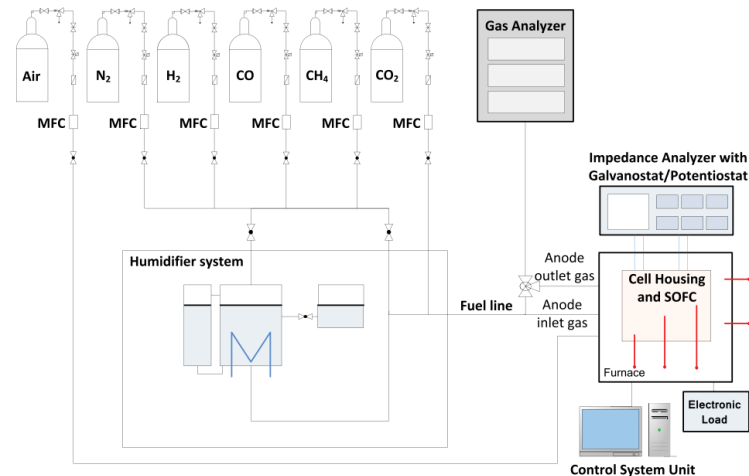 Air
N2
H2
CO
CH4
CO2
MFC
MFC
MFC
MFC
MFC
MFC
Gas Analyzer
Impedance Analyzer with
Galvanostat/Potentiostat
Humidifier system
Anode
outlet gas
Fuel line
Anode
inlet gas
Cell Housing
and SOFC
Furnace
Electronic
Load
Control System Unit